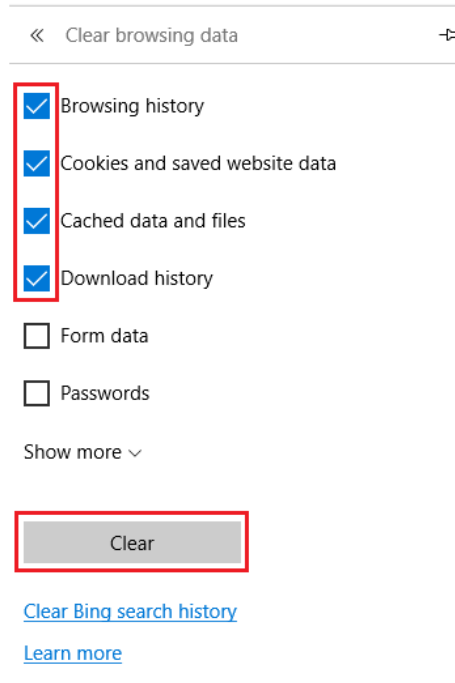 « Clear browsing data
Browsing history
Cookies and saved website data
Cached data and files
Download history
Form data
Passwords
Show more
Clear
Clear Bing search history
Learn more